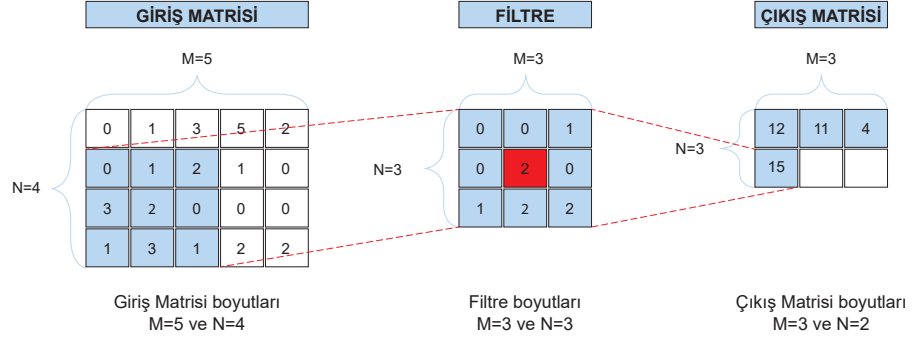 GİRİŞ MATRİSİ
FİLTRE
ÇIKIŞ MATRİSİ
M=5
M=3
M=3
0 1 3 5 2
0 1 2 1 0
3 2 0 0 0
1 3 1 2 2
N=4
0 0 1
0 2 0
1 2 2
N=3
12 11 4
15
N=3
Giriş Matrisi boyutları
M=5 ve N=4
Filtre boyutları
M=3 ve N=3
Çıkış Matrisi boyutları
M=3 ve N=2